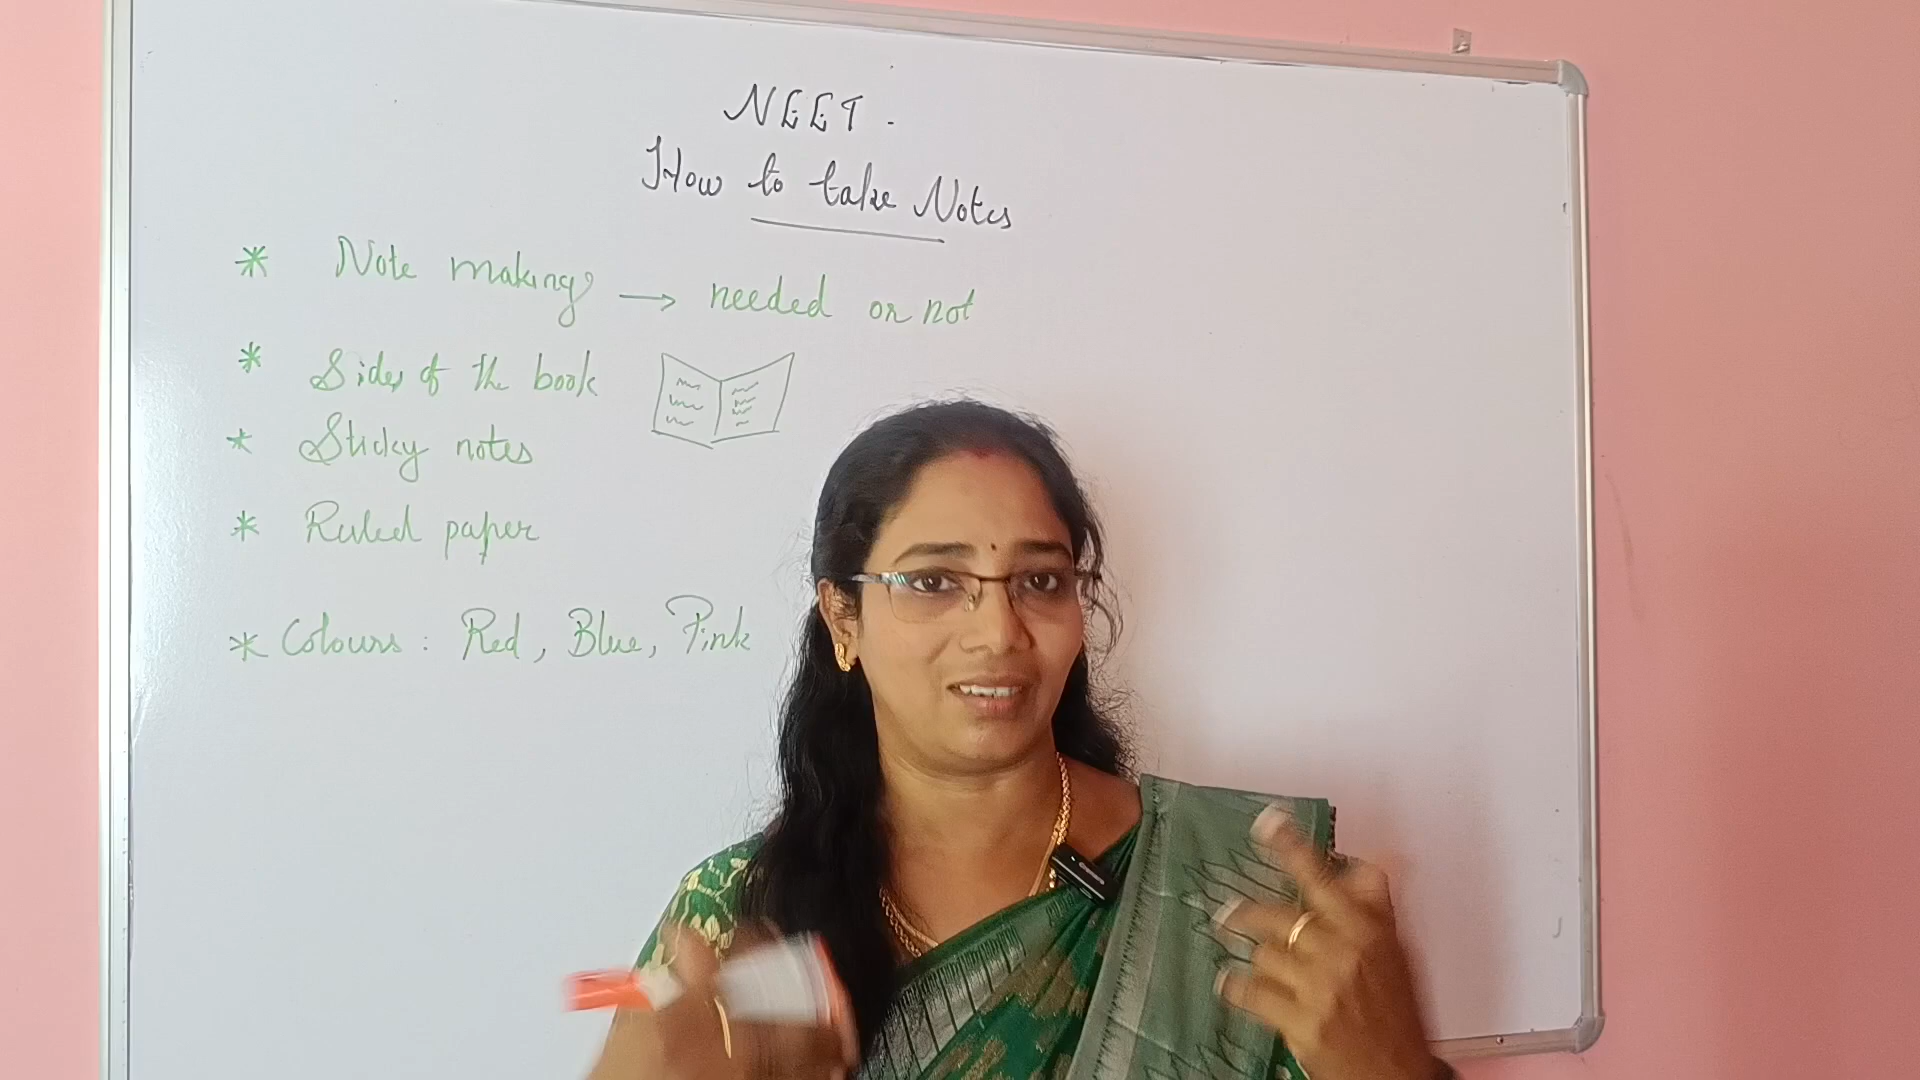 NEET.
How to take Notes
* Note making → needed or not
* Sides of the book
* Sticky notes
* Ruled paper
* Colours : Red, Blue, Pink